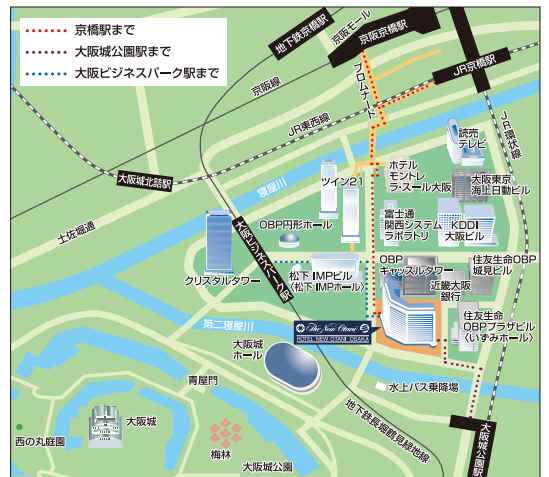 京橋駅まで
大阪城公園駅まで
大阪ビジネスパーク駅まで
地下鉄京橋駅
京阪モール
京阪京橋駅
JR京橋駅
京阪線
JR東西線
プロムナード
JR環状線
読売
テレビ
大阪城北詰駅
ホテル
モントレ
ラ・スール大阪
大阪東京
海上日動ビル
ツイン21
寝屋川
土佐堀通
富士通
関西システム
ラボラトリ
KDDI
大阪ビル
OBP円形ホール
大阪ビジネスパーク駅
クリスタルタワー
松下IMPビル
〈松下IMPホール〉
OBP
キャッスルタワー
住友生命OBP
城見ビル
近畿大阪
銀行
The New Otani
HOTEL NEW OTANI OSAKA
住友生命
OBPプラザビル
〈いずみホール〉
第二寝屋川
大阪城
ホール
水上バス乗降場
青屋門
地下鉄長堀鶴見緑地線
大阪城公園駅
大阪城
西の丸庭園
梅林
大阪城公園